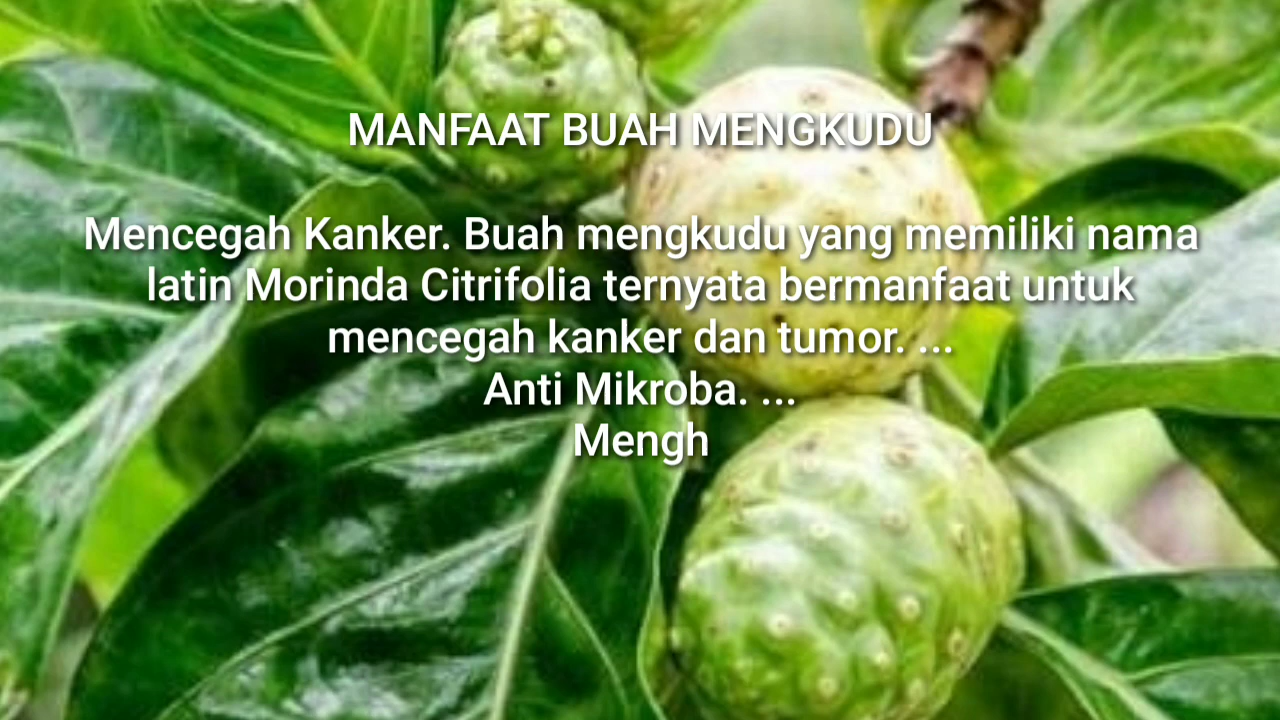 MANFAAT BUAH MENGKUDU
Mencegah Kanker. Buah mengkudu yang memiliki nama
latin Morinda Citrifolia ternyata bermanfaat untuk
mencegah kanker dan tumor. ...
Anti Mikroba. ...
Mengh